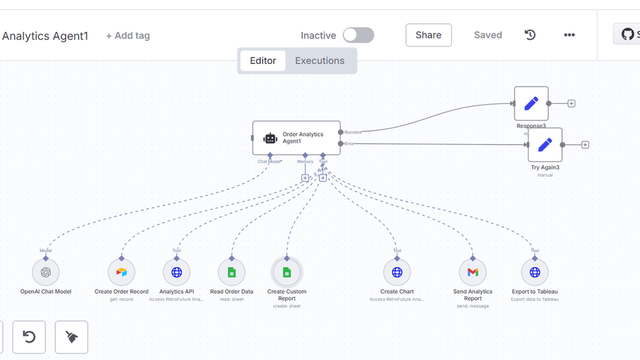 Analytics Agent1
+ Add tag
Inactive
Share
Saved
Editor
Executions
Order Analytics
Agent1
Success
Error
Chat Model*
Memory
Tool
Response3
Try Again3
manual
Model
Tool
Tool
Tool
Tool
OpenAI Chat Model
Create Order Record
get: record
Analytics API
Access RetroFuture Ana...
Read Order Data
read: sheet
Create Custom
Report
create: sheet
Create Chart
Access RetroFuture Ana...
Send Analytics
Report
send: message
Export to Tableau
Export data to Tableau